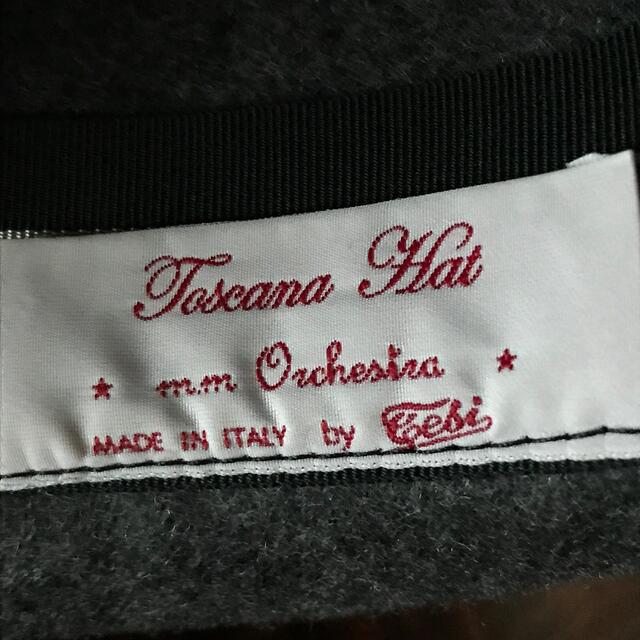 Toscana Hat
★ m.m Orchestra ★
MADE IN ITALY by Tesi